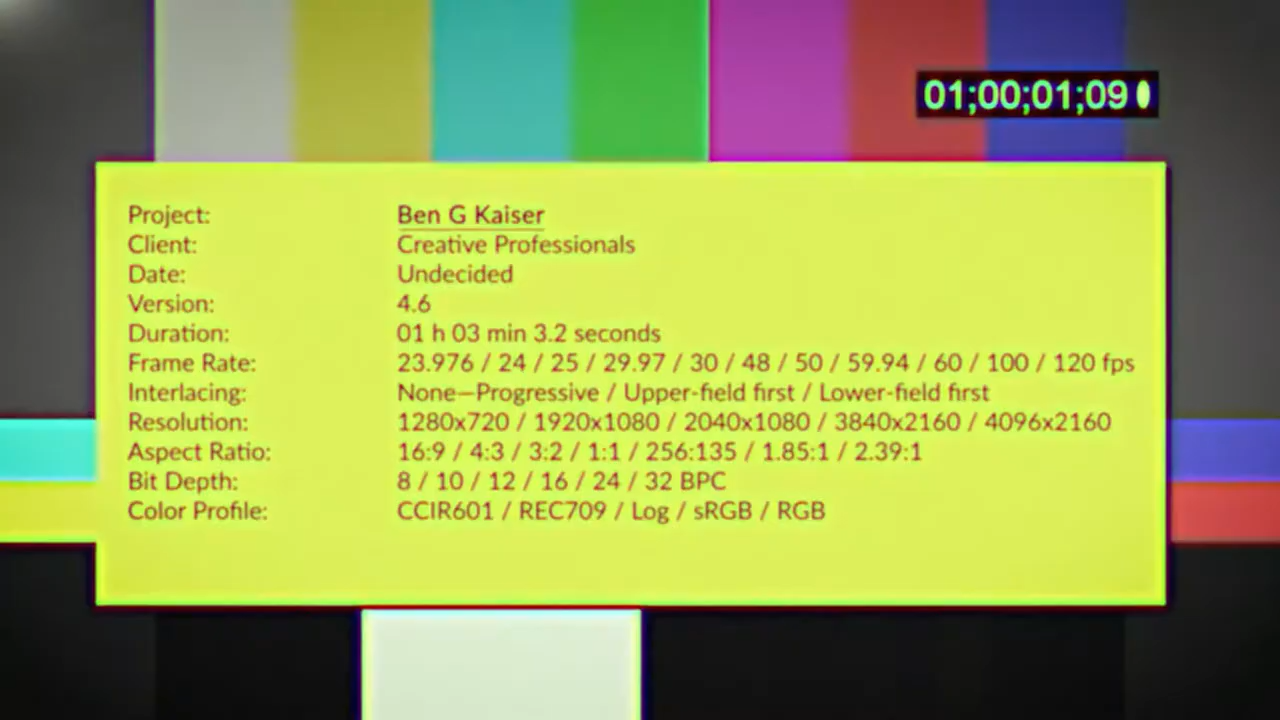 01;00;01;09
Project: Ben G Kaiser
Client: Creative Professionals
Date: Undecided
Version: 4.6
Duration: 01 h 03 min 3.2 seconds
Frame Rate: 23.976 / 24 / 25 / 29.97 / 30 / 48 / 50 / 59.94 / 60 / 100 / 120 fps
Interlacing: None—Progressive / Upper-field first / Lower-field first
Resolution: 1280x720 / 1920x1080 / 2040x1080 / 3840x2160 / 4096x2160
Aspect Ratio: 16:9 / 4:3 / 3:2 / 1:1 / 256:135 / 1.85:1 / 2.39:1
Bit Depth: 8 / 10 / 12 / 16 / 24 / 32 BPC
Color Profile: CCIR601 / REC709 / Log / sRGB / RGB